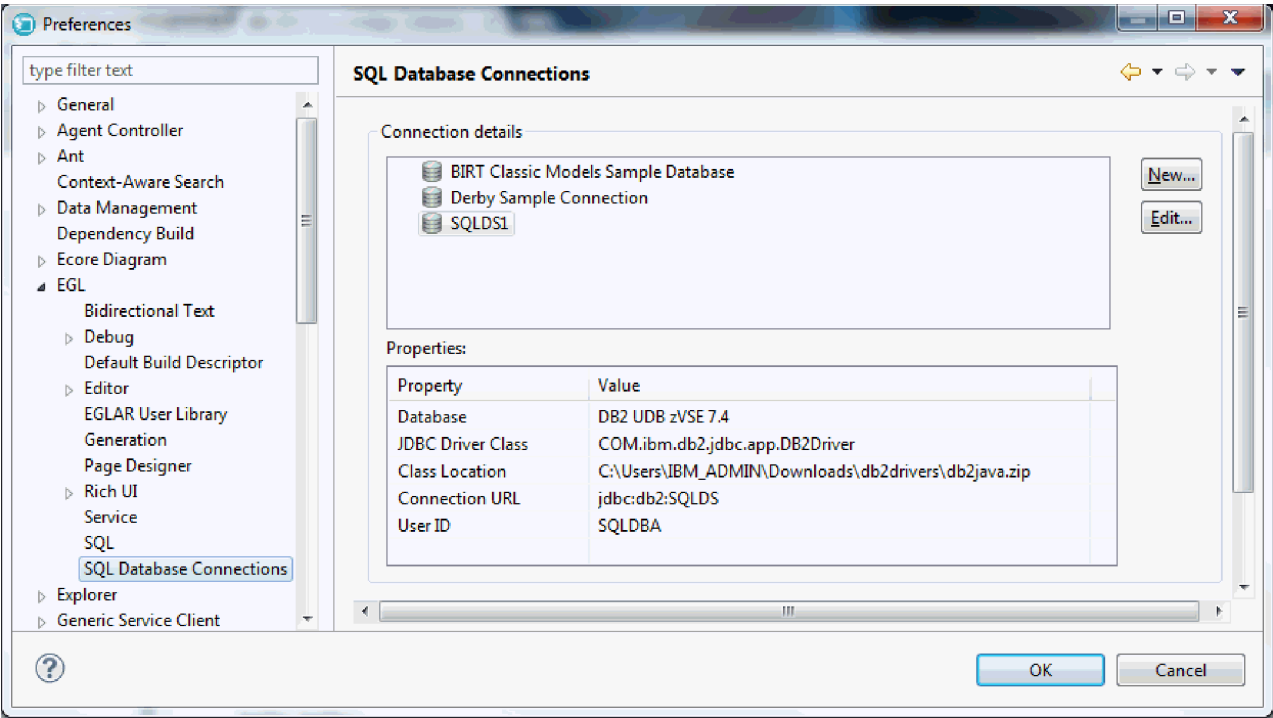 Preferences
type filter text
General
Agent Controller
Ant
Context-Aware Search
Data Management
Dependency Build
Ecore Diagram
EGL
Bidirectional Text
Debug
Default Build Descriptor
Editor
EGLAR User Library
Generation
Page Designer
Rich UI
Service
SQL
SQL Database Connections
Explorer
Generic Service Client
SQL Database Connections
Connection details
BIRT Classic Models Sample Database
Derby Sample Connection
SQLDS1
New...
Edit...
Properties:
Property Value
Database DB2 UDB zVSE 7.4
JDBC Driver Class COM.ibm.db2.jdbc.app.DB2Driver
Class Location C:\Users\IBM_ADMIN\Downloads\db2drivers\db2java.zip
Connection URL jdbc:db2:SQLDS
User ID SQLDBA
? OK Cancel